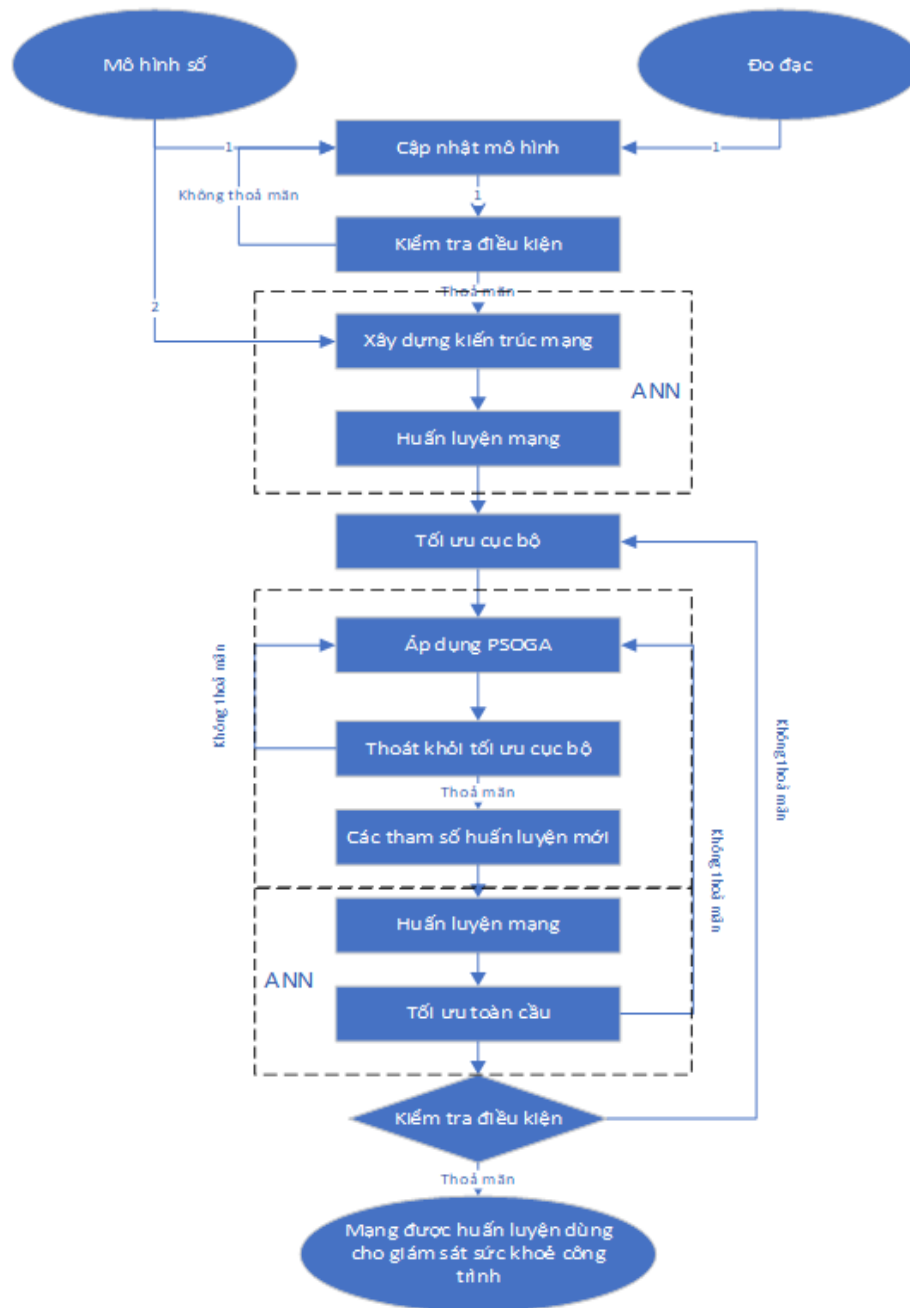 Mô hình số
Đo đạc
1
Cập nhật mô hình
1
Không thoả mãn
1
Kiểm tra điều kiện
Thoả mãn
2
Xây dựng kiến trúc mạng
ANN
Huấn luyện mạng
Tối ưu cục bộ
Áp dụng PSOGA
Không thoả mãn
Thoát khỏi tối ưu cục bộ
Không thoả mãn
Thoả mãn
Các tham số huấn luyện mới
Không thoả mãn
Huấn luyện mạng
ANN
Tối ưu toàn cầu
Kiểm tra điều kiện
Thoả mãn
Mạng được huấn luyện dùng
cho giám sát sức khoẻ công
trình